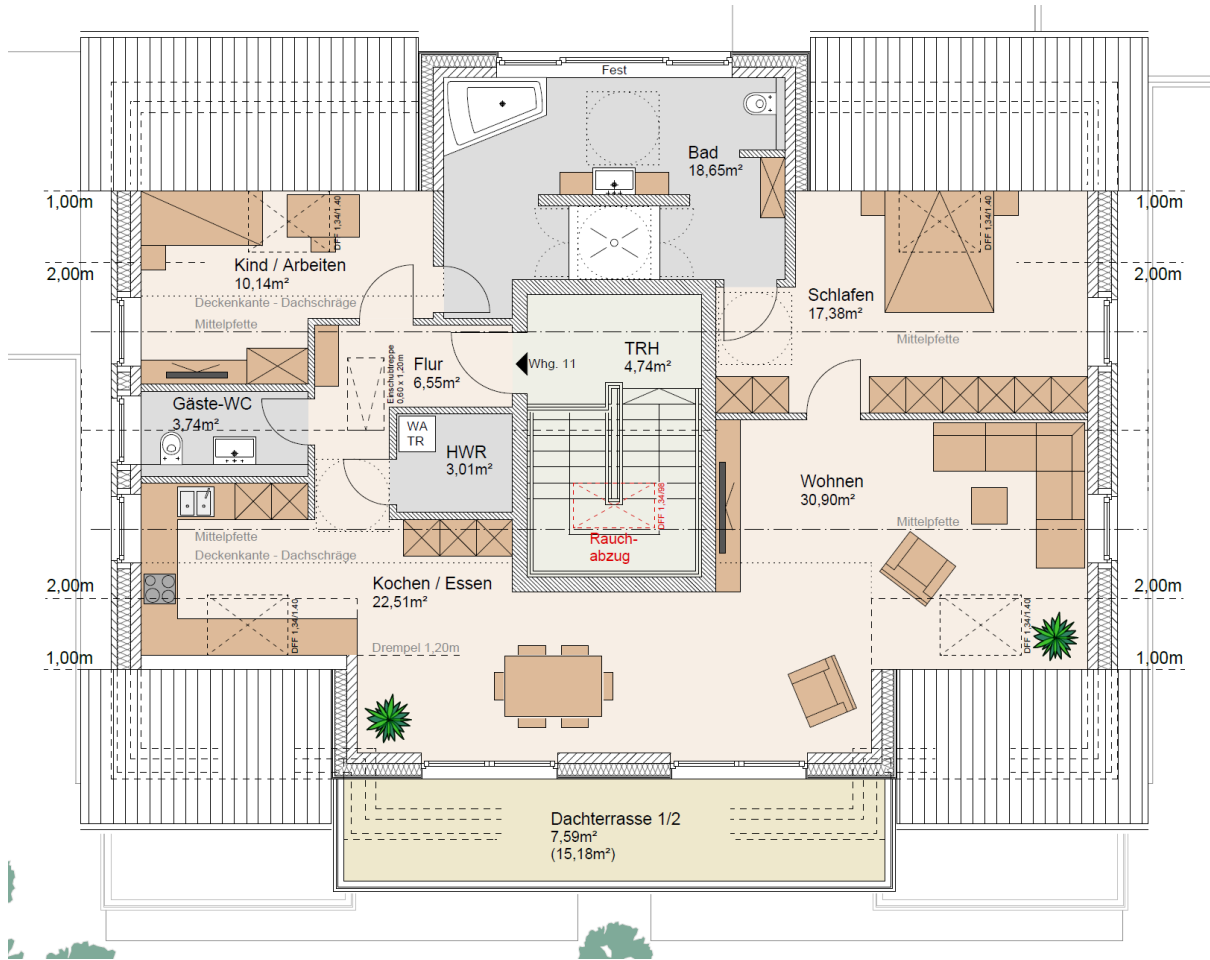 Fest
Bad
18,65m²
1,00m
1,00m
DFF 1,34/1.40
DFF 1,34/1.40
Kind / Arbeiten
10,14m²
2,00m
2,00m
Schlafen
17,38m²
Deckenkante - Dachschräge
Mittelpfette
Mittelpfette
TRH
4,74m²
Flur
6,55m²
Whg. 11
Einschubtreppe
0,60 x 1,20m
Gäste-WC
3,74m²
WA
TR
HWR
3,01m²
Wohnen
30,90m²
DFF 1,34/98
Mittelpfette
Mittelpfette
Rauch-
abzug
Deckenkante - Dachschräge
Kochen / Essen
22,51m²
2,00m
2,00m
DFF 1,34/1.40
DFF 1,34/1.40
Drempel 1,20m
1,00m
1,00m
Dachterrasse 1/2
7,59m²
(15,18m²)